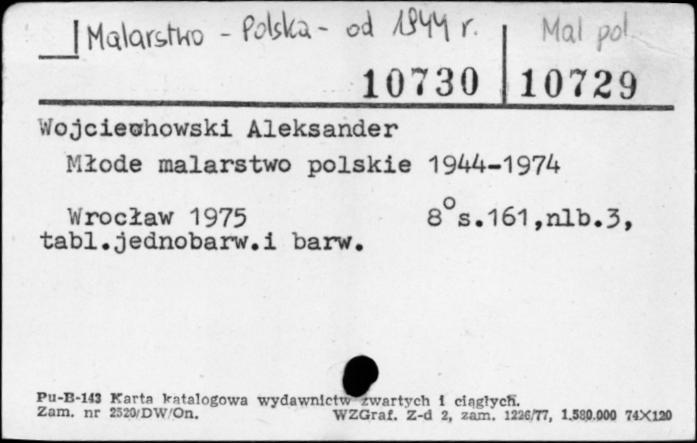 Malarstwo - Polska - od 1944 r. Mal pol.
10730 10729
Wojciechowski Aleksander
Młode malarstwo polskie 1944-1974
Wrocław 1975 8° s.161,nlb.3,
tabl.jednobarw.i barw.
Pu-B-143 Karta katalogowa wydawnictw zwartych i ciągłych.
Zam. nr 2520/DW/On. WZGraf. Z-d 2, zam. 1226/77, 1.580.000 74X120